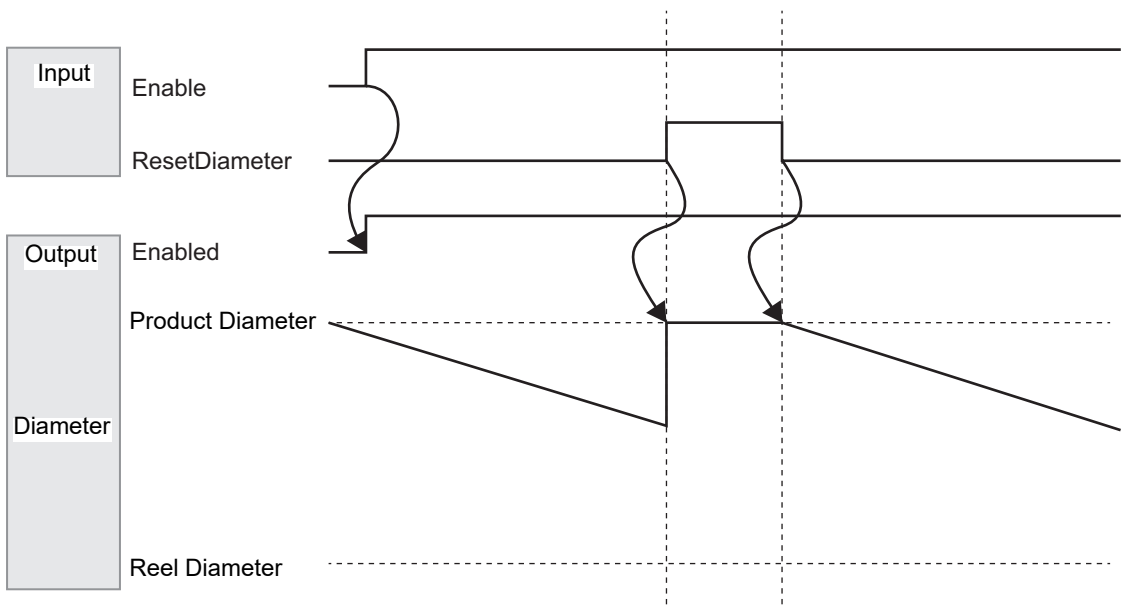 Input
Enable
ResetDiameter
Output
Enabled
Product Diameter
Diameter
Reel Diameter